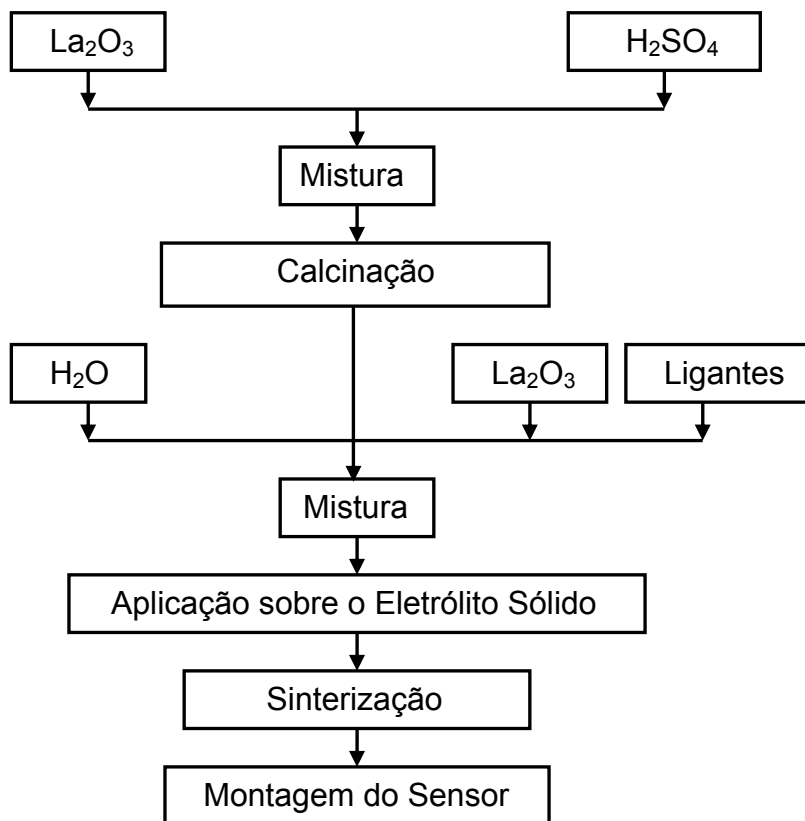 La₂O₃
H₂SO₄
Mistura
Calcinação
H₂O
La₂O₃
Ligantes
Mistura
Aplicação sobre o Eletrólito Sólido
Sinterização
Montagem do Sensor